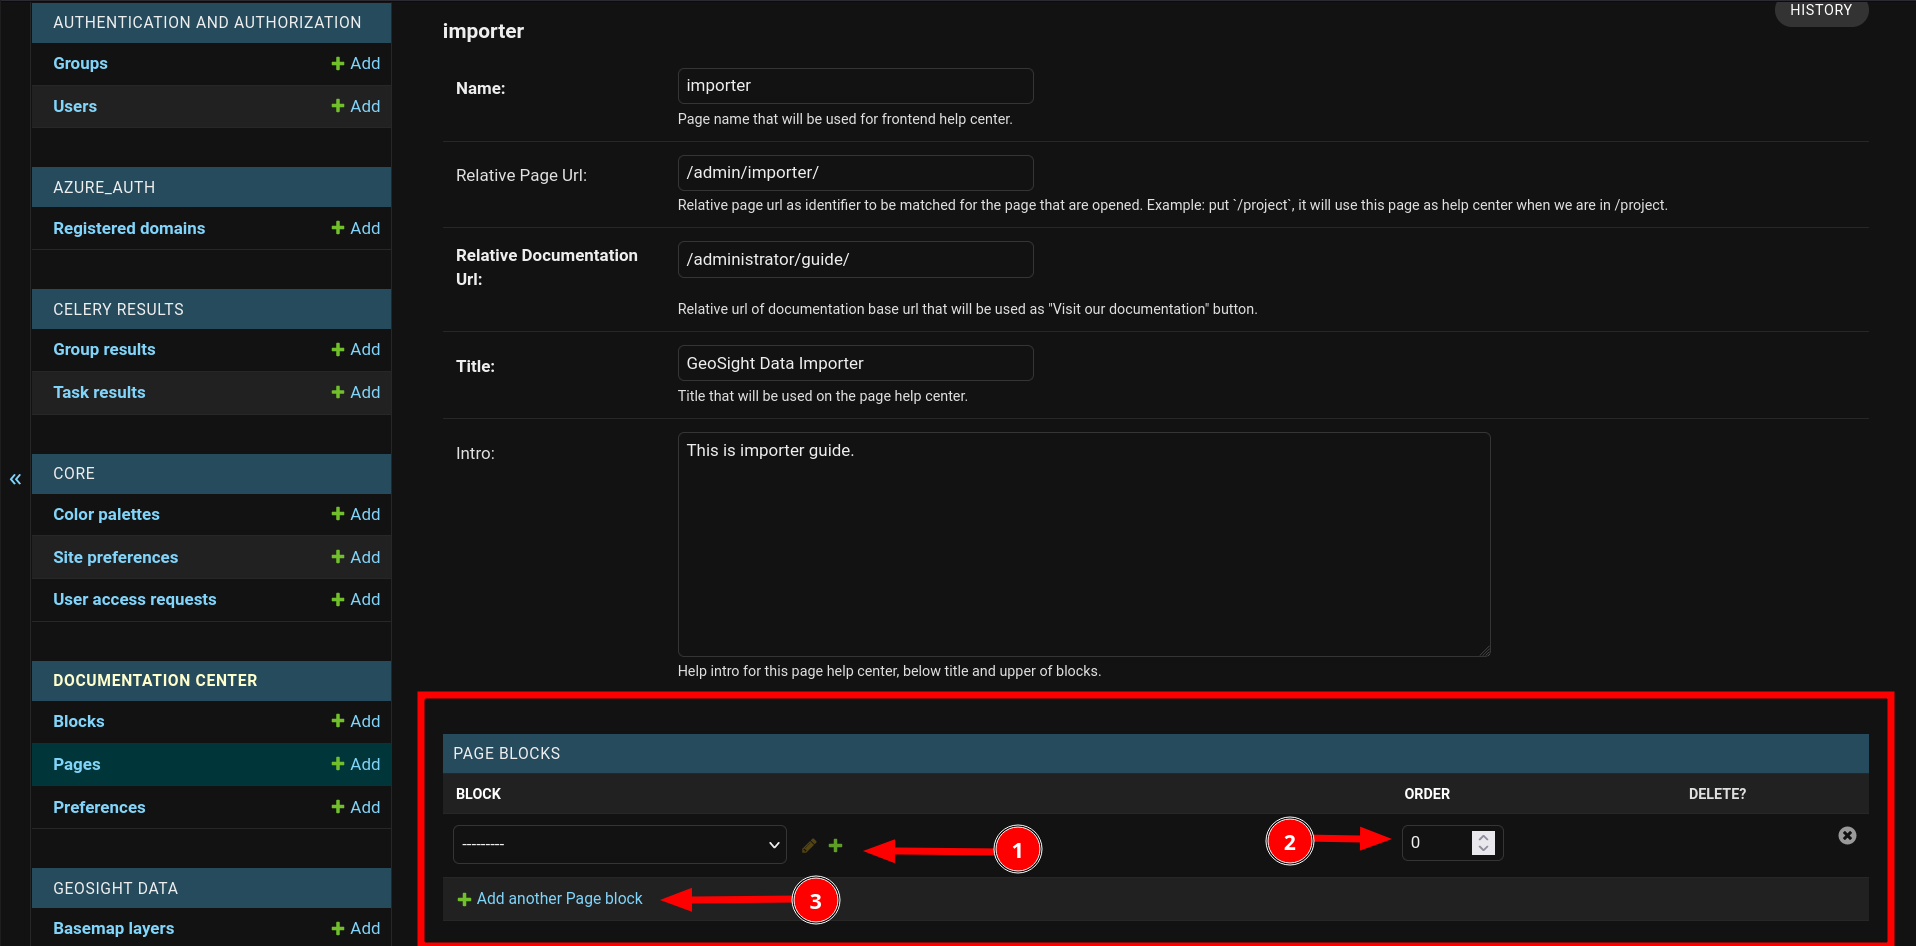 AUTHENTICATION AND AUTHORIZATION
Groups
Add
Users
Add
AZURE_AUTH
Registered domains
Add
CELERY RESULTS
Group results
Add
Task results
Add
CORE
Color palettes
Add
«
Site preferences
Add
User access requests
Add
DOCUMENTATION CENTER
Blocks
Add
Pages
Add
Preferences
Add
GEOSIGHT DATA
Basemap layers
Add
HISTORY
importer
Name:
importer
Page name that will be used for frontend help center.
Relative Page Url:
/admin/importer/
Relative page url as identifier to be matched for the page that are opened. Example: put `/project`, it will use this page as help center when we are in /project.
Relative Documentation
Url:
/administrator/guide/
Relative url of documentation base url that will be used as "Visit our documentation" button.
Title:
GeoSight Data Importer
Title that will be used on the page help center.
Intro:
This is importer guide.
Help intro for this page help center, below title and upper of blocks.
PAGE BLOCKS
BLOCK
ORDER
DELETE?
---------
1
2
0
Add another Page block
3